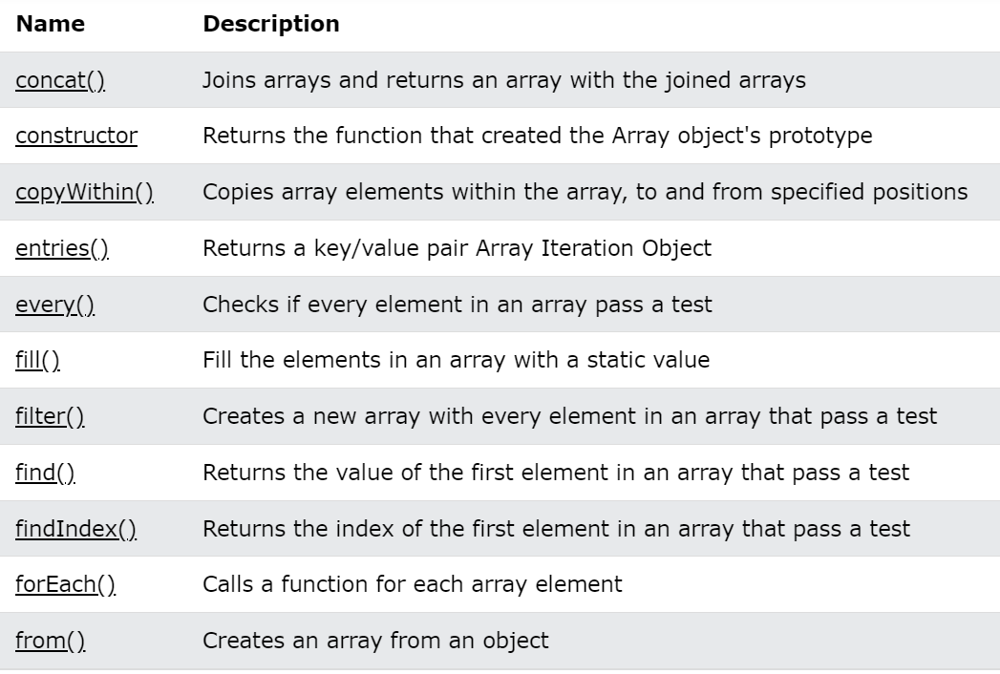 Name Description
concat() Joins arrays and returns an array with the joined arrays
constructor Returns the function that created the Array object's prototype
copyWithin() Copies array elements within the array, to and from specified positions
entries() Returns a key/value pair Array Iteration Object
every() Checks if every element in an array pass a test
fill() Fill the elements in an array with a static value
filter() Creates a new array with every element in an array that pass a test
find() Returns the value of the first element in an array that pass a test
findIndex() Returns the index of the first element in an array that pass a test
forEach() Calls a function for each array element
from() Creates an array from an object